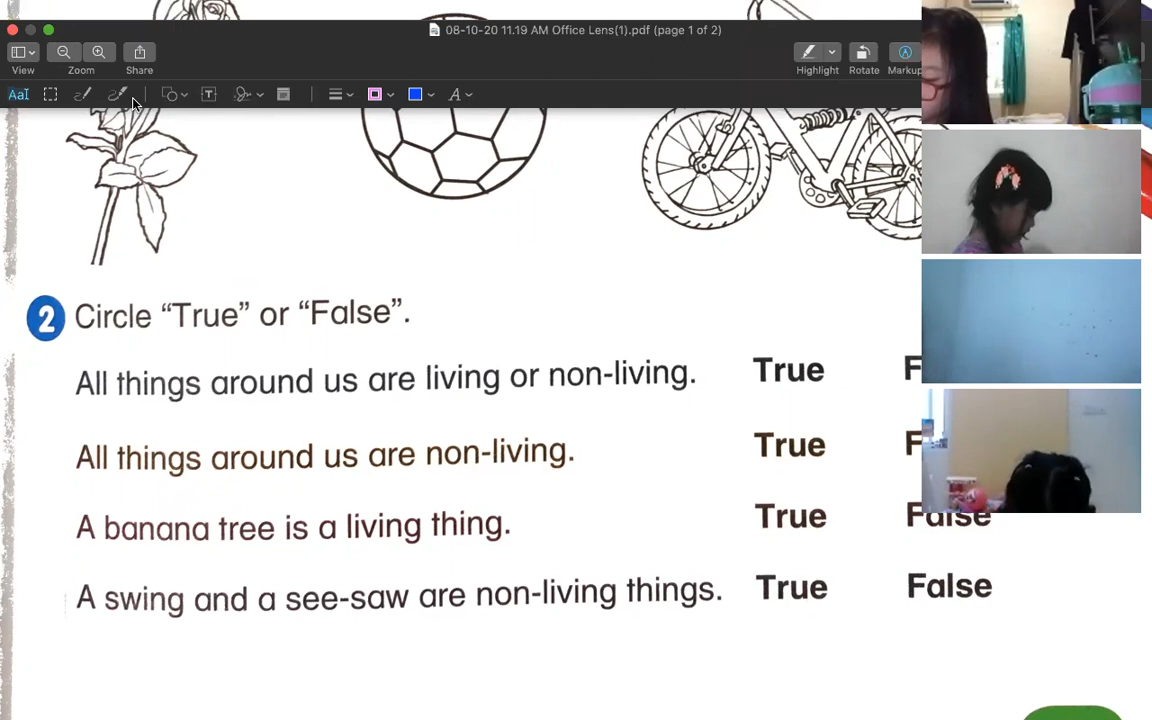 08-10-20 11.19 AM Office Lens(1).pdf (page 1 of 2)
View Zoom Share Highlight Rotate Markup
AaI T A
2 Circle “True” or “False”.
All things around us are living or non-living. True F
All things around us are non-living. True F
A banana tree is a living thing. True False
A swing and a see-saw are non-living things. True False